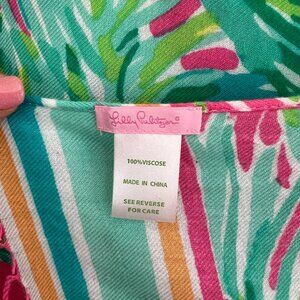 Lilly Pulitzer®
100%VISCOSE
MADE IN CHINA
SEE REVERSE
FOR CARE